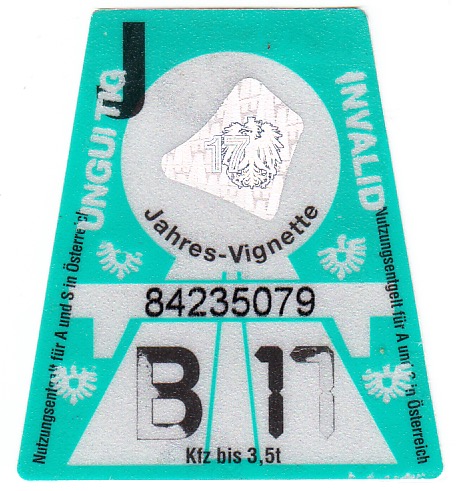 J
UNGÜLTIG
INVALID
17
Jahres-Vignette
Nutzungsentgelt für A und S in Österreich
Nutzungsentgelt für A und S in Österreich
84235079
B 17
Kfz bis 3,5t